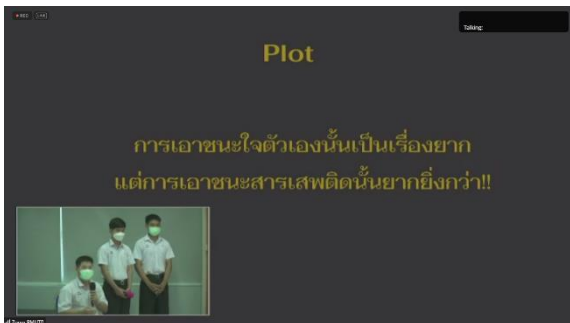 Talking:
Plot
การเอาชนะใจตัวเองนั้นเป็นเรื่องยาก
แต่การเอาชนะสารเสพติดนั้นยากยิ่งกว่า!!